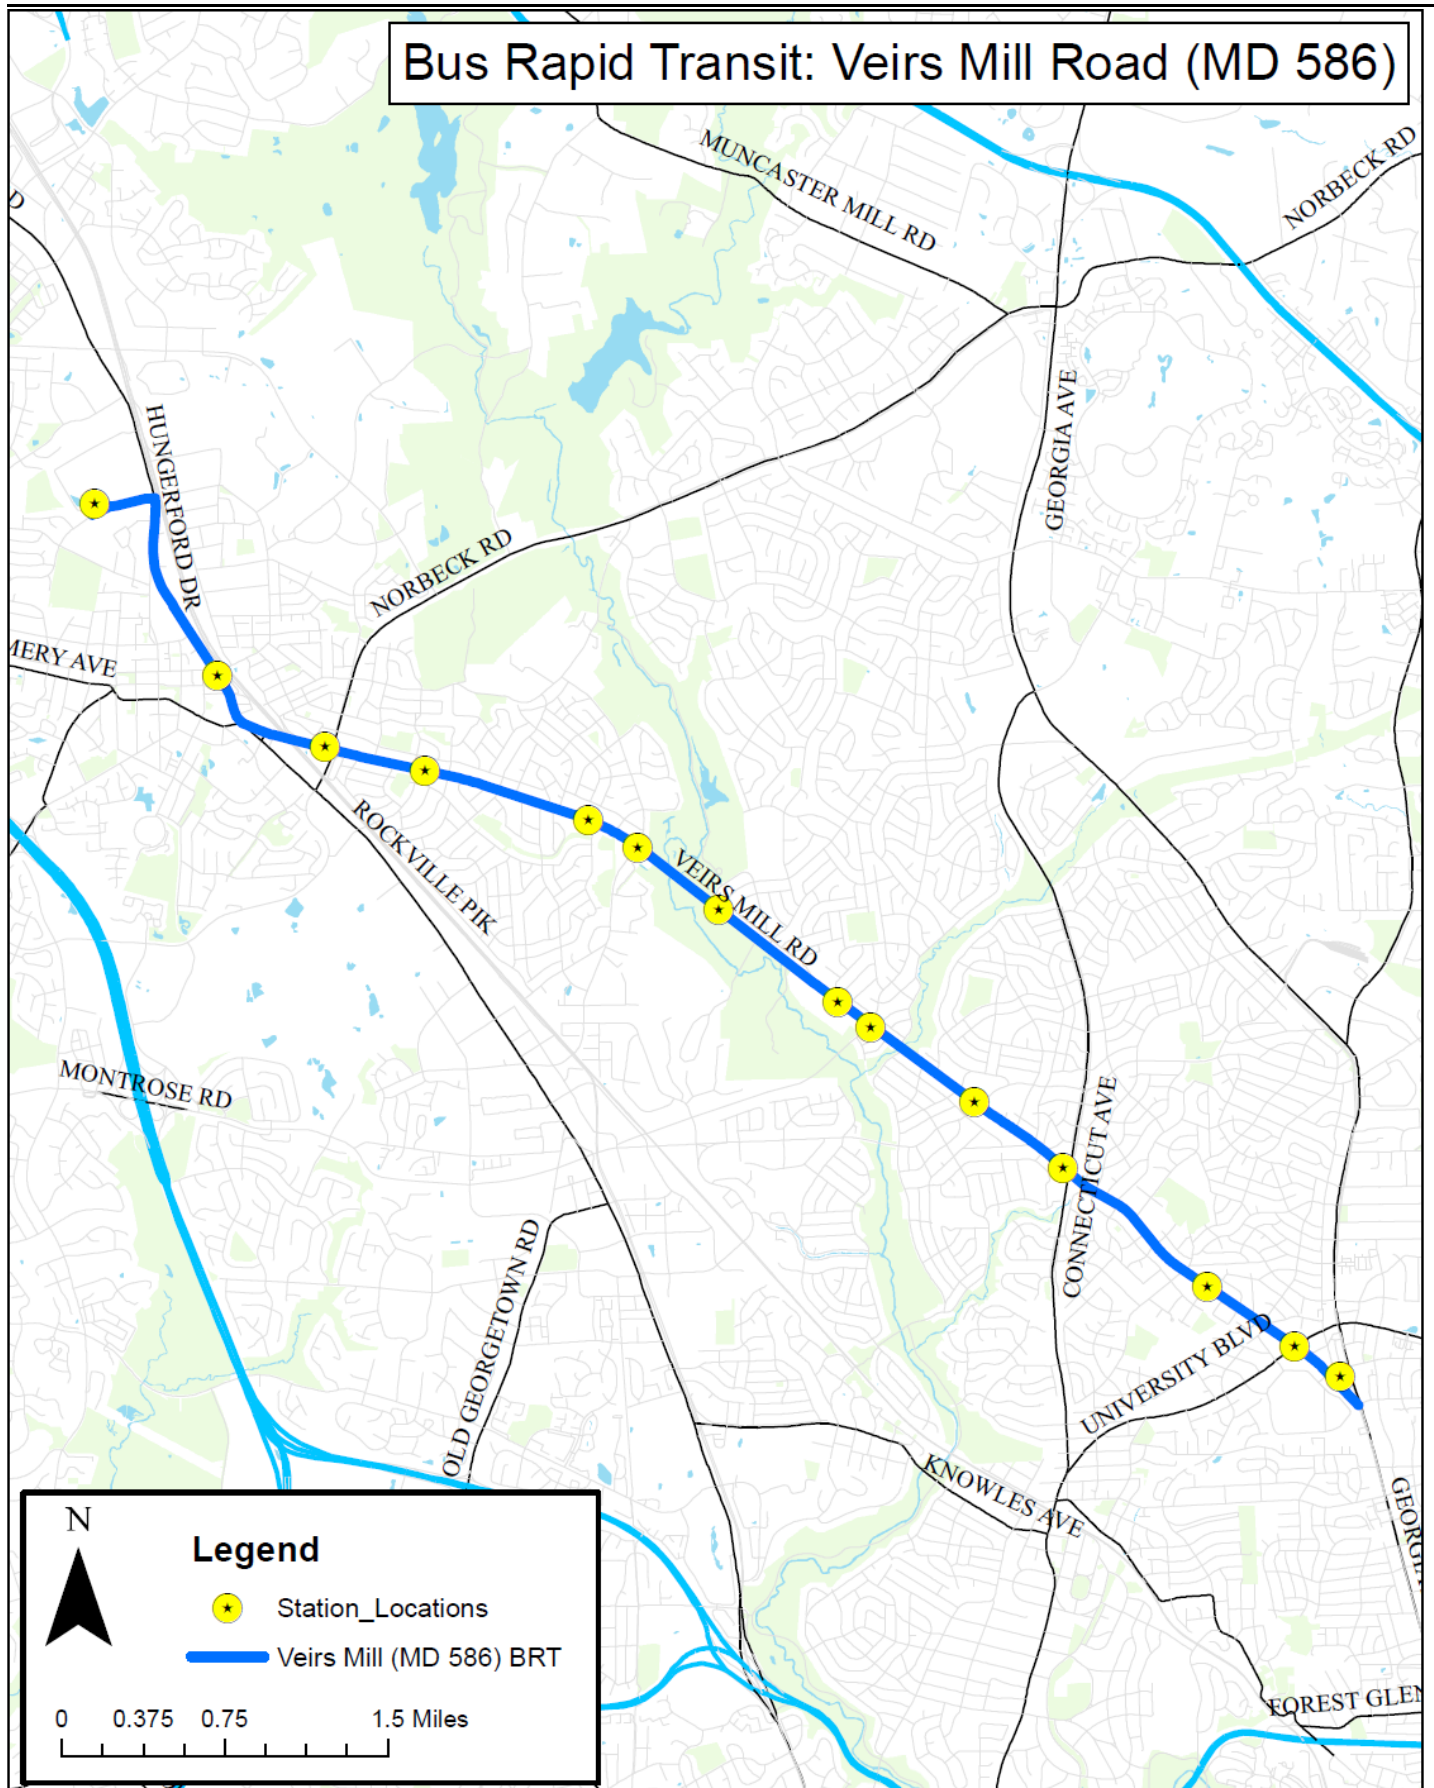 Bus Rapid Transit: Veirs Mill Road (MD 586)
MUNCASTER MILL RD
NORBECK RD
D
GEORGIA AVE
HUNGERFORD DR
NORBECK RD
MERY AVE
ROCKVILLE PIK
VEIRS MILL RD
MONTROSE RD
CONNECTICUT AVE
OLD GEORGETOWN RD
UNIVERSITY BLVD
KNOWLES AVE
GEORGIA
FOREST GLEN
N
Legend
Station_Locations
Veirs Mill (MD 586) BRT
0 0.375 0.75 1.5 Miles